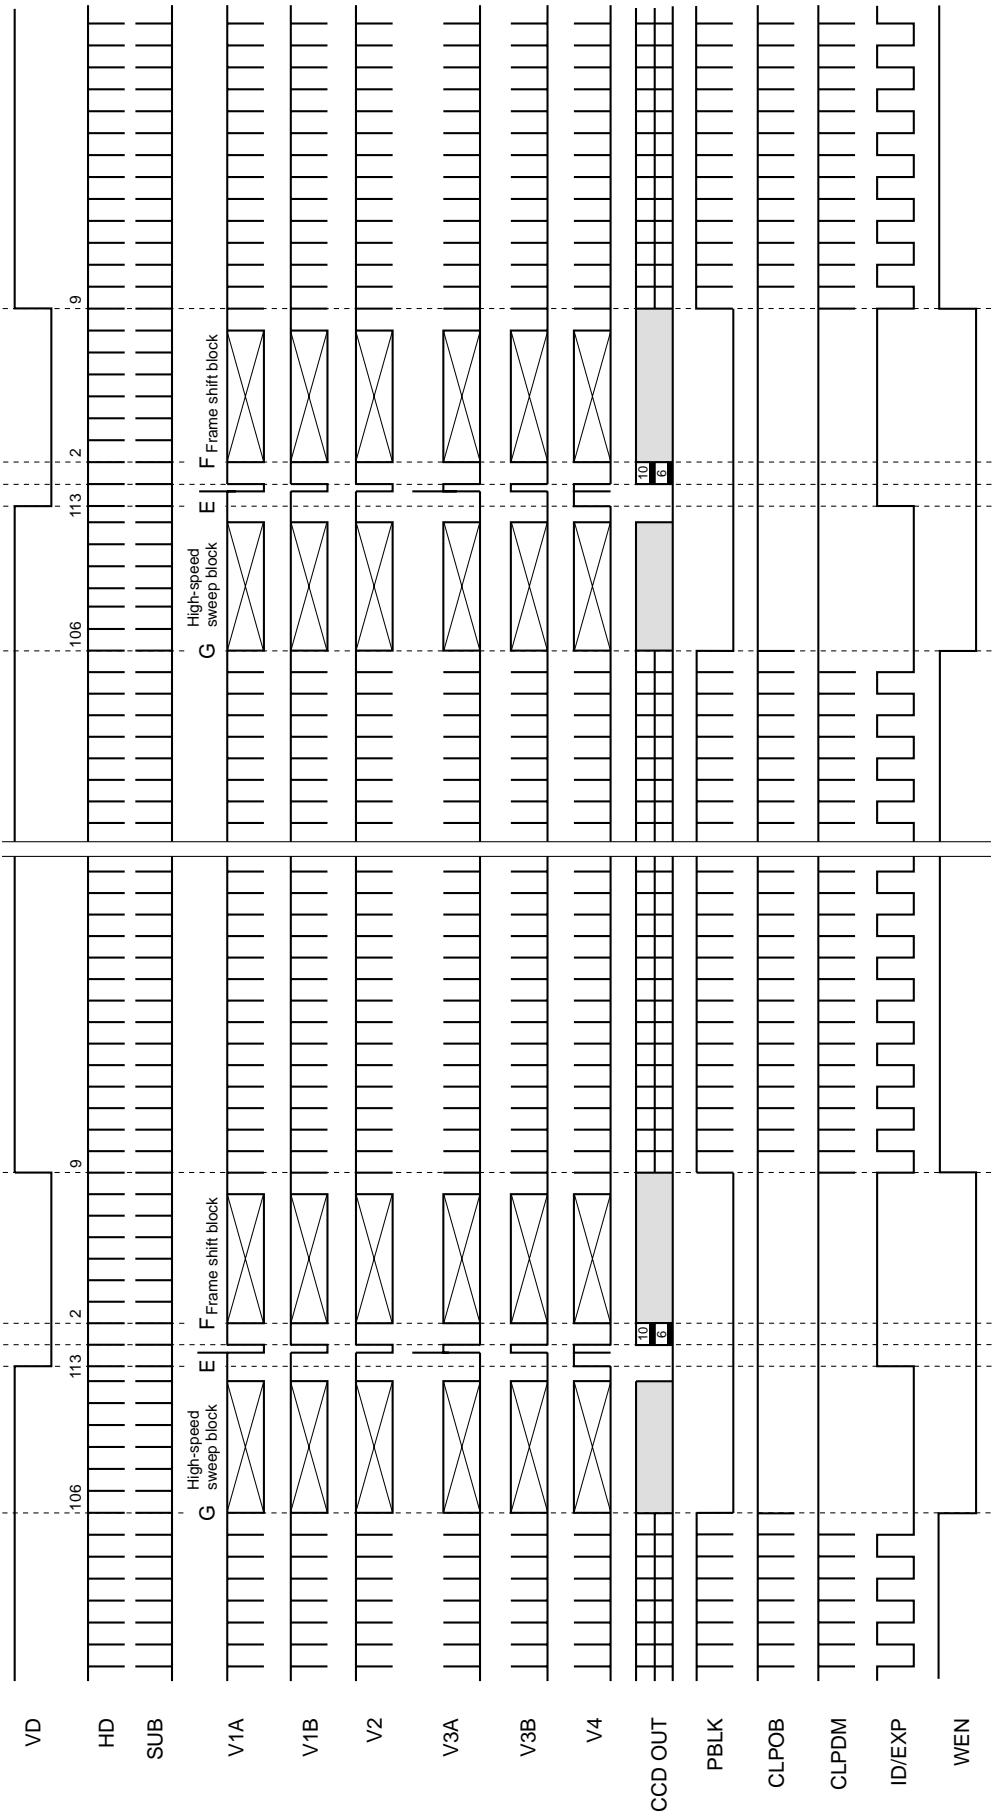 VD
HD
SUB
V1A
V1B
V2
V3A
V3B
V4
CCD OUT
PBLK
CLPOB
CLPDM
ID/EXP
WEN
106
113
2
9
106
113
2
9
G
High-speed
sweep block
E
F
Frame shift block
G
High-speed
sweep block
E
F
Frame shift block
10
6
10
6